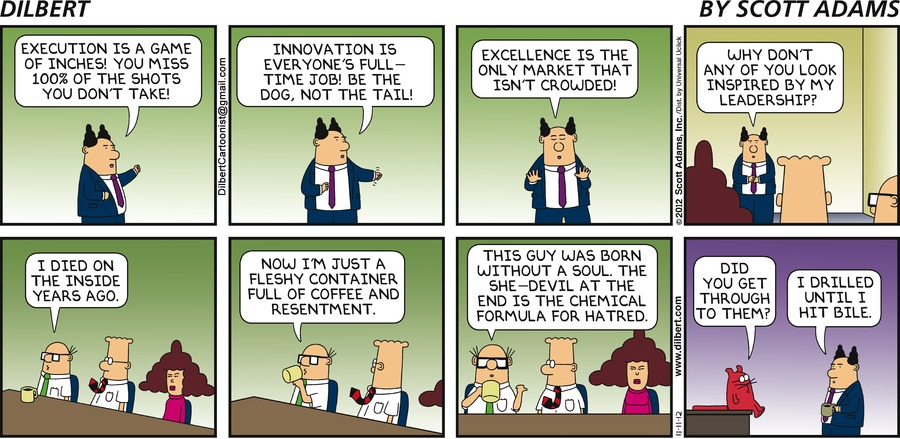 DILBERT
BY SCOTT ADAMS
EXECUTION IS A GAME
OF INCHES! YOU MISS
100% OF THE SHOTS
YOU DON'T TAKE!
DilbertCartoonist@gmail.com
INNOVATION IS
EVERYONE'S FULL-
TIME JOB! BE THE
DOG, NOT THE TAIL!
EXCELLENCE IS THE
ONLY MARKET THAT
ISN'T CROWDED!
©2012 Scott Adams, Inc. /Dist. by Universal Uclick
WHY DON'T
ANY OF YOU LOOK
INSPIRED BY MY
LEADERSHIP?
I DIED ON
THE INSIDE
YEARS AGO.
NOW I'M JUST A
FLESHY CONTAINER
FULL OF COFFEE AND
RESENTMENT.
THIS GUY WAS BORN
WITHOUT A SOUL. THE
SHE-DEVIL AT THE
END IS THE CHEMICAL
FORMULA FOR HATRED.
11-11-12
www.dilbert.com
DID
YOU GET
THROUGH
TO THEM?
I DRILLED
UNTIL I
HIT BILE.